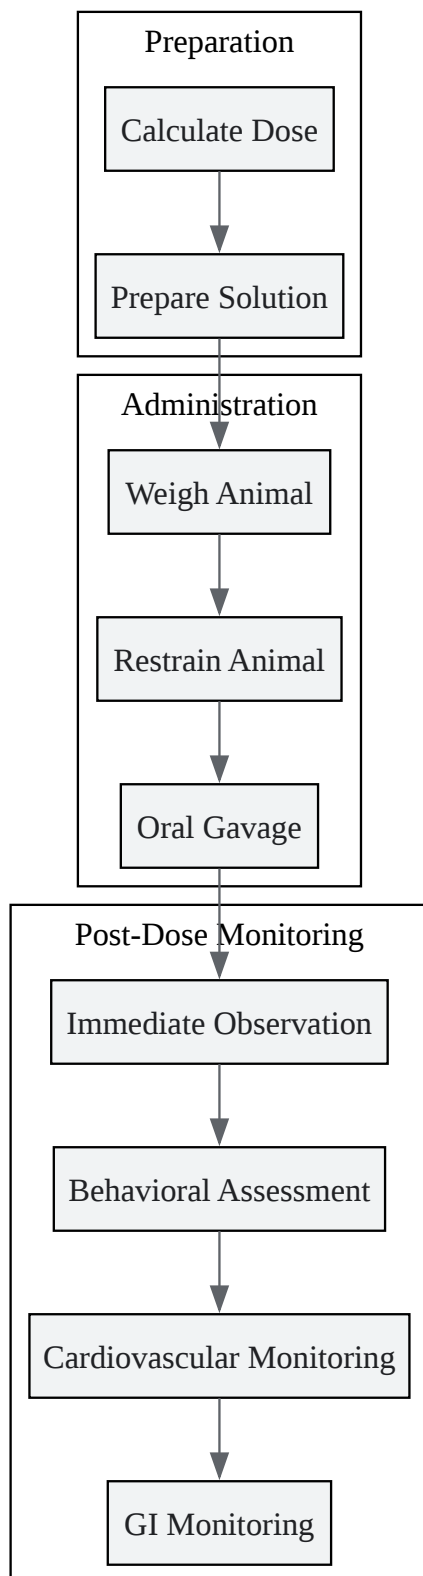 Preparation
Calculate Dose
Prepare Solution
Administration
Weigh Animal
Restrain Animal
Oral Gavage
Post-Dose Monitoring
Immediate Observation
Behavioral Assessment
Cardiovascular Monitoring
GI Monitoring